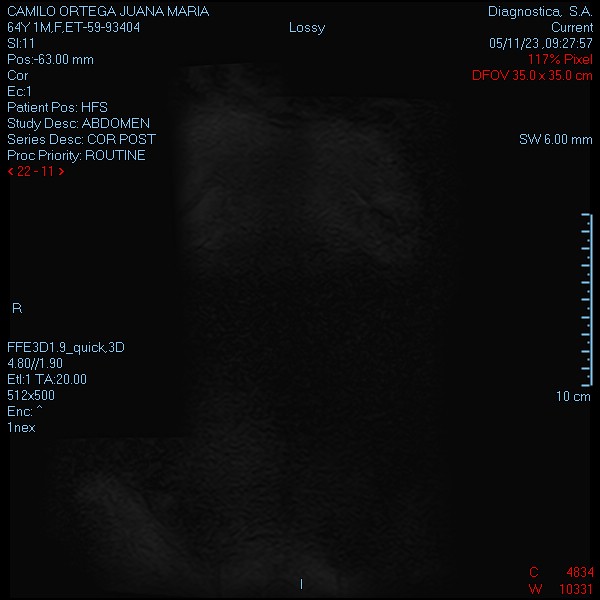 CAMILO ORTEGA JUANA MARIA
64Y 1M,F,ET-59-93404
Sl:11
Pos:-63.00 mm
Cor
Ec:1
Patient Pos: HFS
Study Desc: ABDOMEN
Series Desc: COR POST
Proc Priority: ROUTINE
< 22 - 11 >
Lossy
Diagnostica, S.A.
Current
05/11/23 ,09:27:57
117% Pixel
DFOV 35.0 x 35.0 cm
SW 6.00 mm
R
10 cm
FFE3D1.9_quick,3D
4.80//1.90
Etl:1 TA:20.00
512x500
Enc: ^
1nex
I
C 4834
W 10331